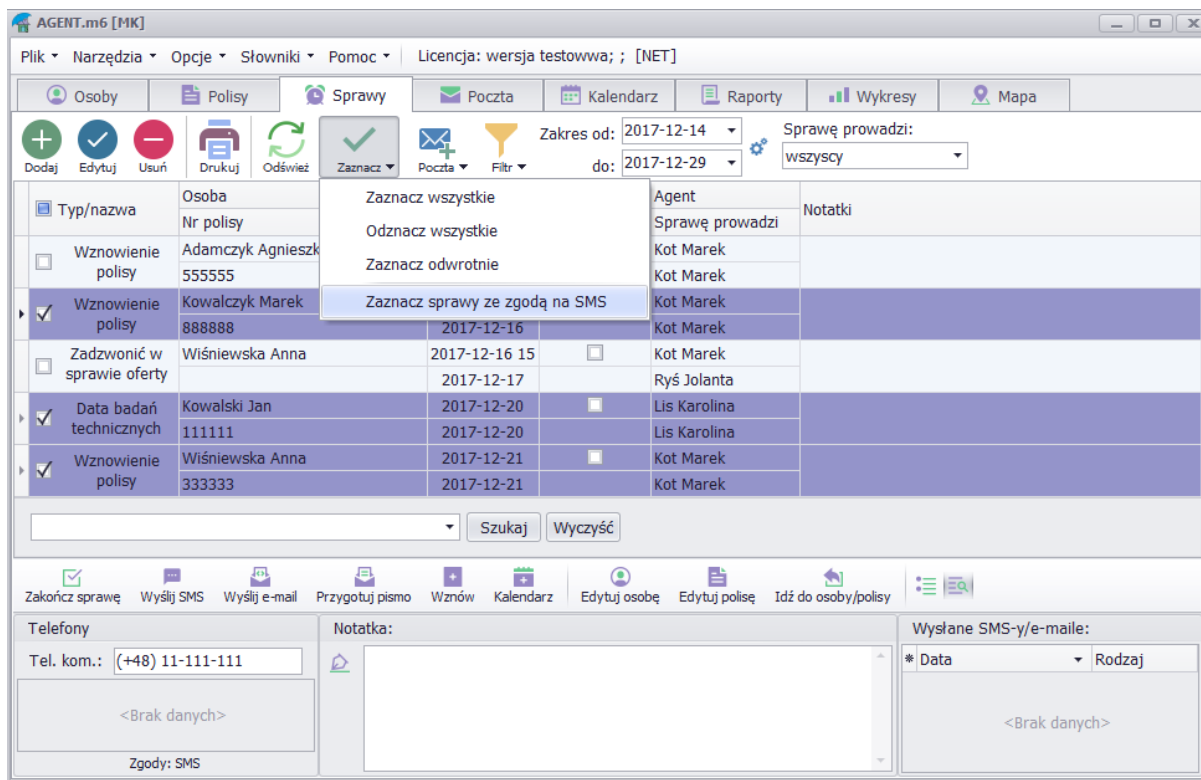 AGENT.m6 [MK]
Plik Narzędzia Opcje Słowniki Pomoc Licencja: wersja testowwa; ; [NET]
Osoby Polisy Sprawy Poczta Kalendarz Raporty Wykresy Mapa
Dodaj Edytuj Usuń Drukuj Odśwież Zaznacz Poczta Filtr
Zakres od: 2017-12-14
do: 2017-12-29
Sprawę prowadzi:
wszyscy
Zaznacz wszystkie
Odznacz wszystkie
Zaznacz odwrotnie
Zaznacz sprawy ze zgodą na SMS
Typ/nazwa Osoba Agent Notatki
Nr polisy Sprawę prowadzi
Wznowienie polisy Adamczyk Agnieszk Kot Marek
555555 Kot Marek
Wznowienie polisy Kowalczyk Marek Kot Marek
888888 2017-12-16 Kot Marek
Zadzwonić w sprawie oferty Wiśniewska Anna 2017-12-16 15 Kot Marek
2017-12-17 Ryś Jolanta
Data badań technicznych Kowalski Jan 2017-12-20 Lis Karolina
111111 2017-12-20 Lis Karolina
Wznowienie polisy Wiśniewska Anna 2017-12-21 Kot Marek
333333 2017-12-21 Kot Marek
Szukaj Wyczyść
Zakończ sprawę Wyślij SMS Wyślij e-mail Przygotuj pismo Wznów Kalendarz Edytuj osobę Edytuj polisę Idź do osoby/polisy
Telefony Notatka: Wysłane SMS-y/e-maile:
Tel. kom.: (+48) 11-111-111 Data Rodzaj
<Brak danych> <Brak danych>
Zgody: SMS